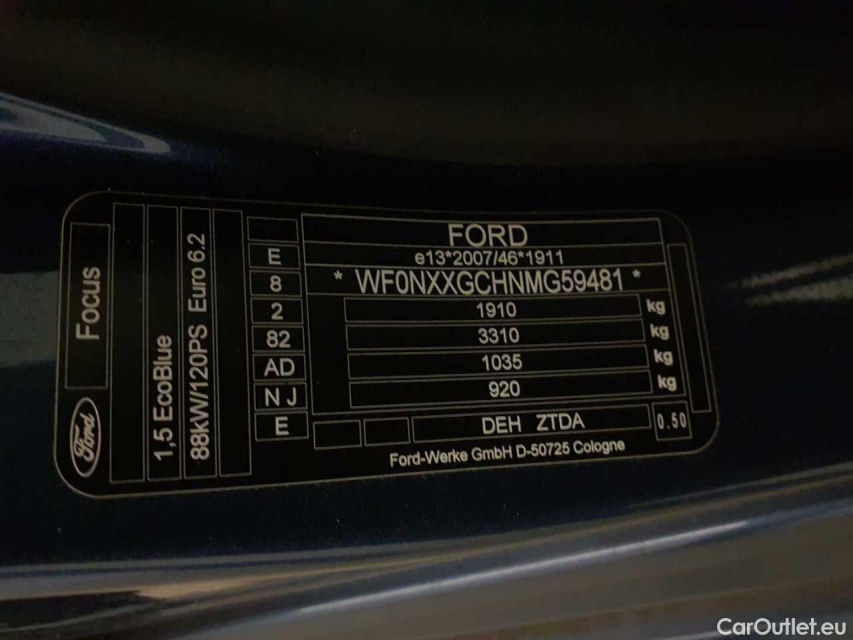 Focus
Ford
1,5 EcoBlue
88kW/120PS Euro 6.2
E
8
2
82
AD
N J
E
FORD
e13*2007/46*1911
* WF0NXXGCHNMG59481 *
1910 kg
3310 kg
1035 kg
920 kg
DEH ZTDA
0.50
Ford-Werke GmbH D-50725 Cologne
CarOutlet.eu